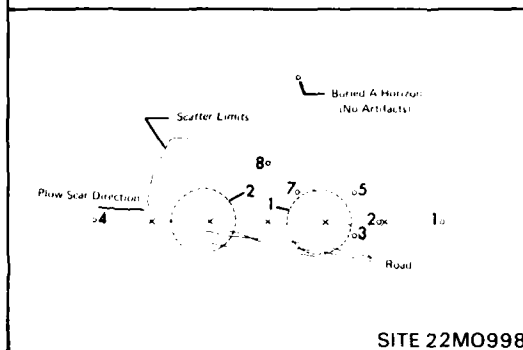 Buried A Horizon
(No Artifacts)
Scatter Limits
8
Plow Scar Direction
2
7
5
1
4
2
1
3
Road
SITE 22MO998